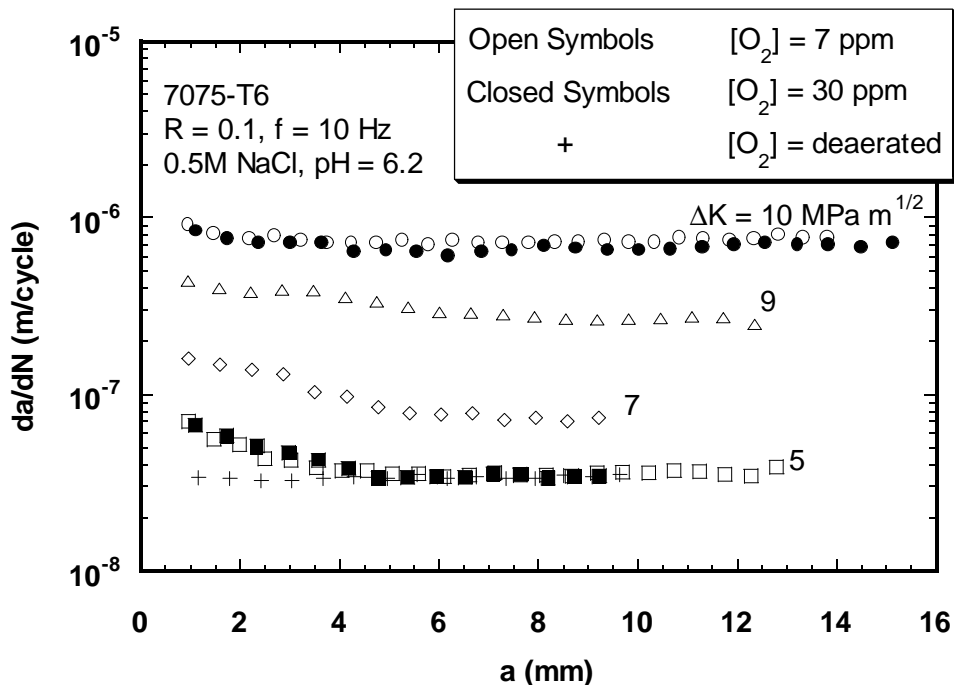 10⁻⁵
Open Symbols [O₂] = 7 ppm
Closed Symbols [O₂] = 30 ppm
+ [O₂] = deaerated
7075-T6
R = 0.1, f = 10 Hz
0.5M NaCl, pH = 6.2
10⁻⁶
ΔK = 10 MPa m^1/2
da/dN (m/cycle)
9
10⁻⁷
7
5
10⁻⁸
0 2 4 6 8 10 12 14 16
a (mm)